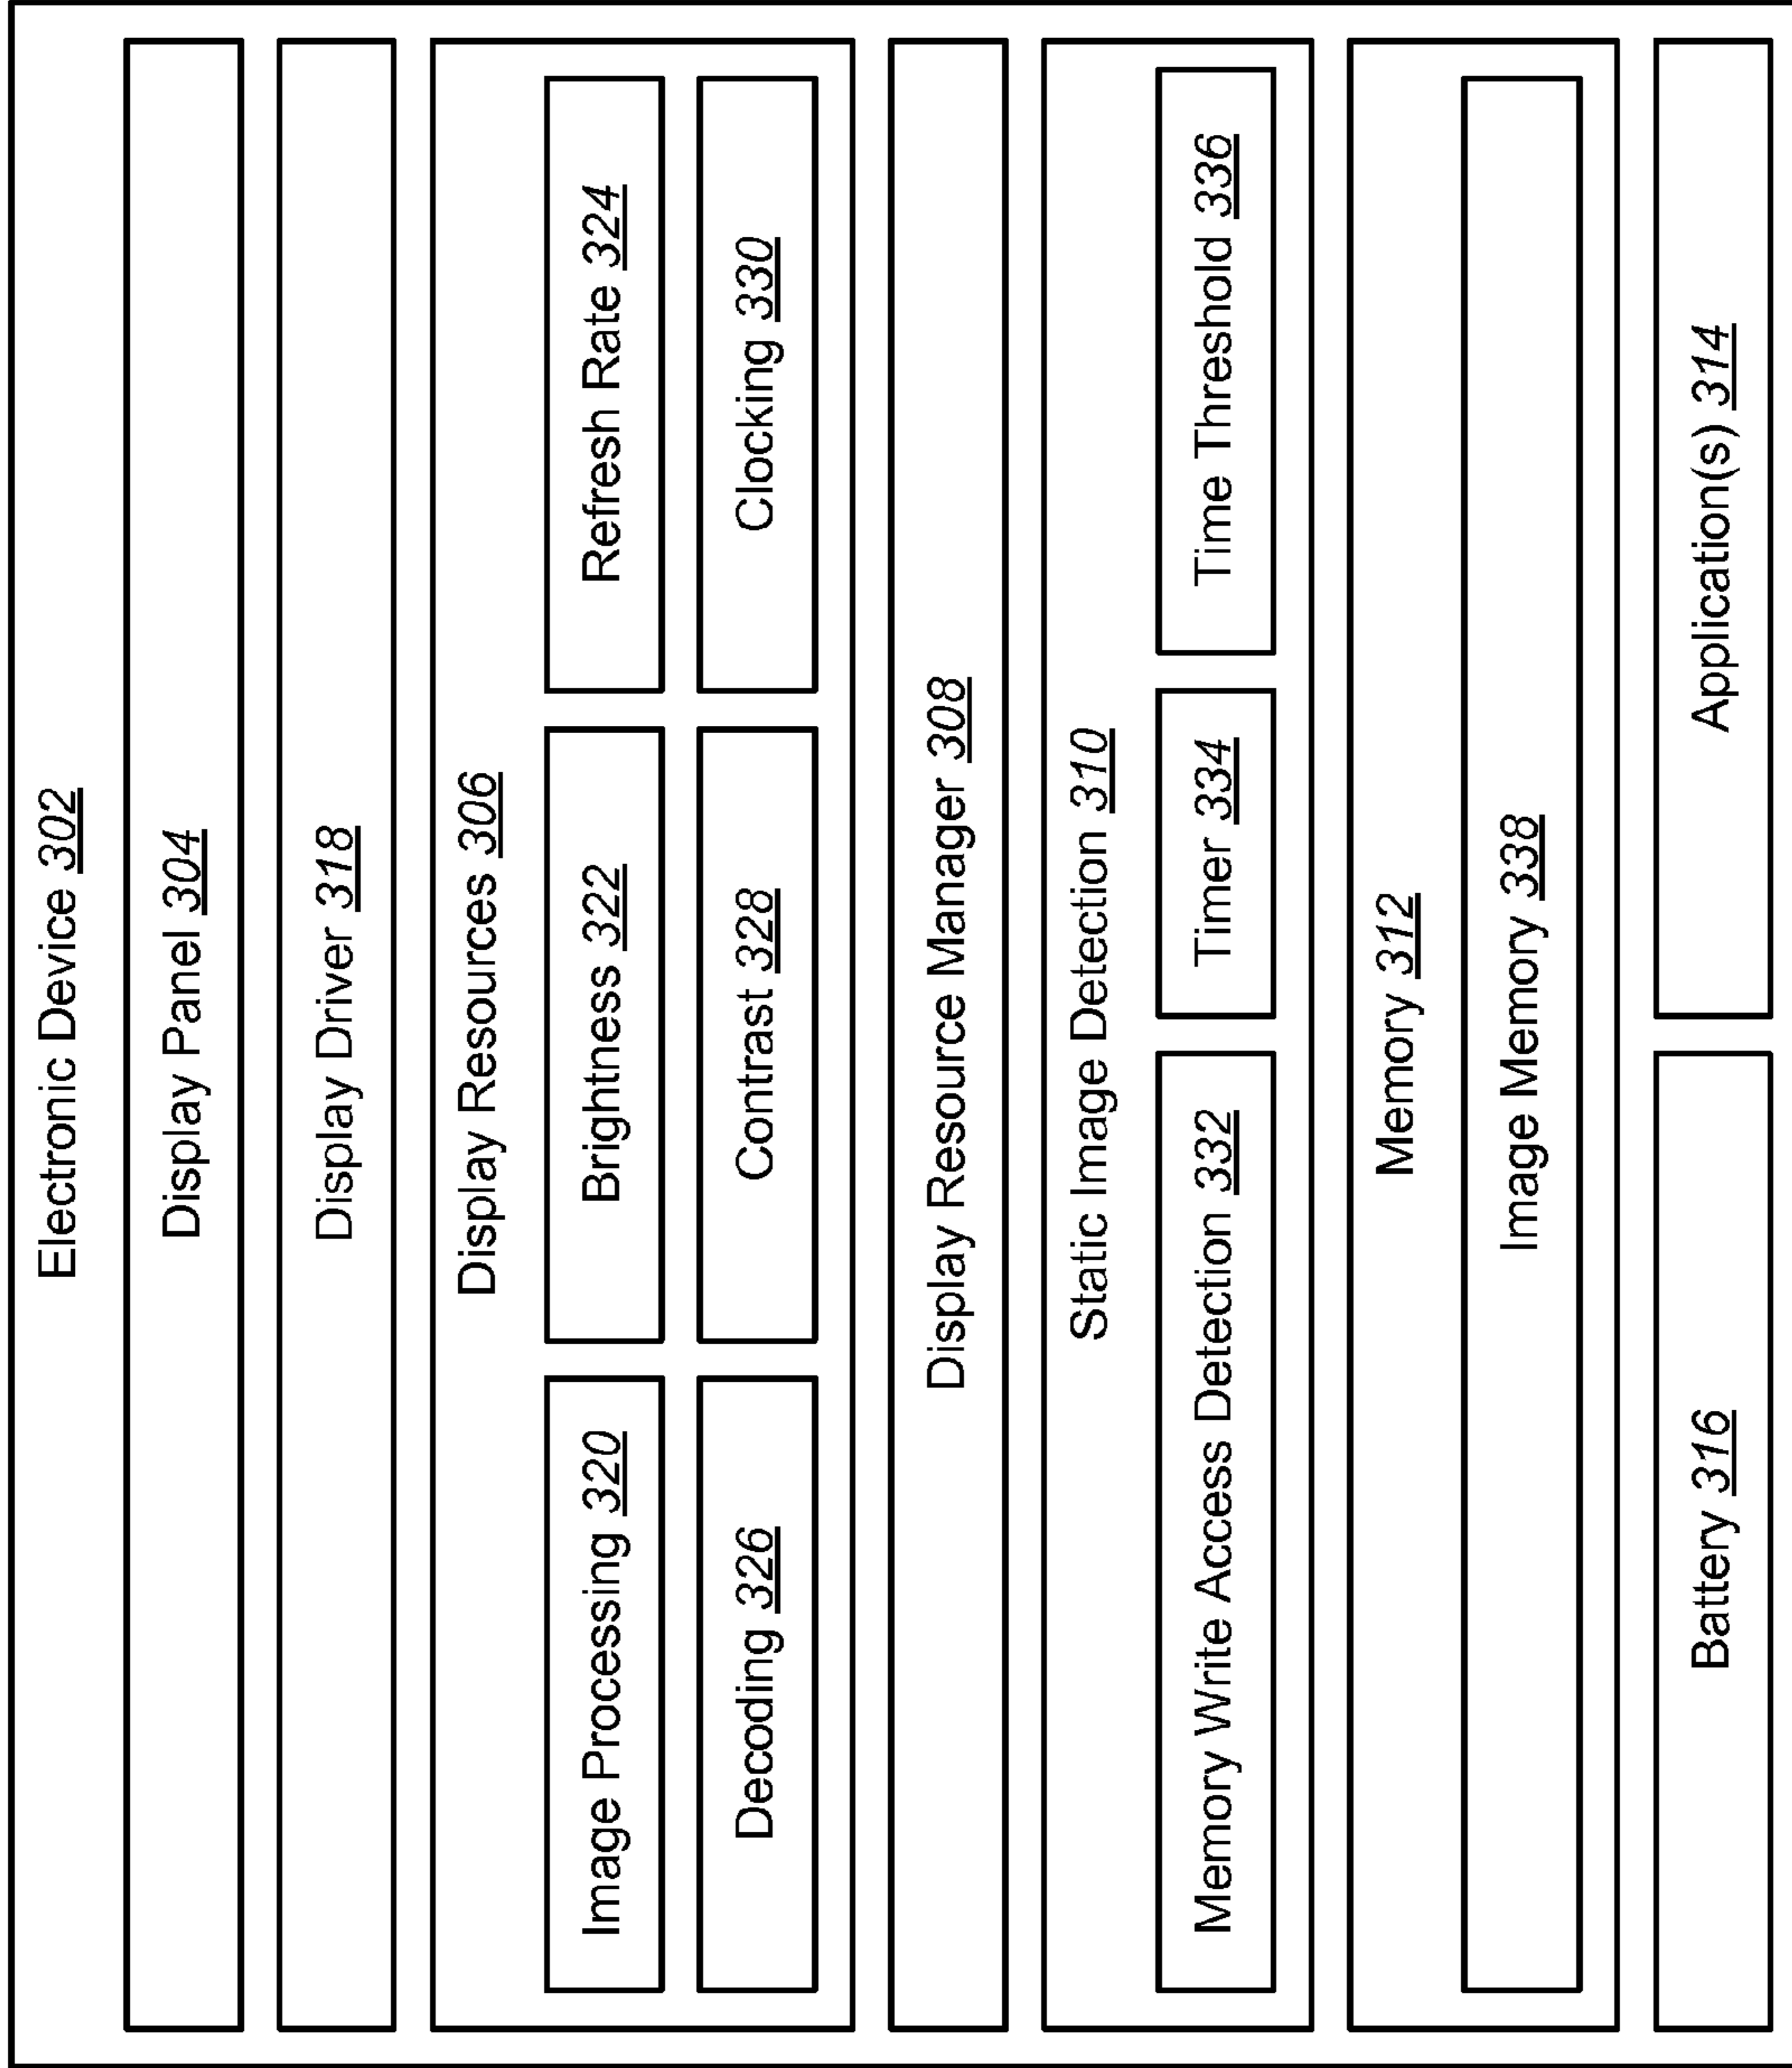 Electronic Device 302
Display Panel 304
Display Driver 318
Display Resources 306
Image Processing 320
Brightness 322
Refresh Rate 324
Decoding 326
Contrast 328
Clocking 330
Display Resource Manager 308
Static Image Detection 310
Memory Write Access Detection 332
Timer 334
Time Threshold 336
Memory 312
Image Memory 338
Battery 316
Application(s) 314